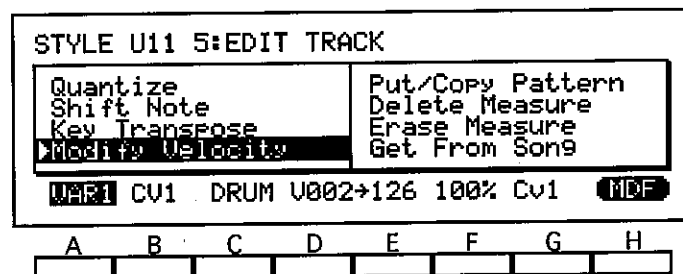 STYLE U11 5:EDIT TRACK
Quantize
Shift Note
Key Transpose
▶Modify Velocity
Put/Copy Pattern
Delete Measure
Erase Measure
Get From Song
VAR1 CV1 DRUM V002→126 100% Cv1 MDF
A B C D E F G H